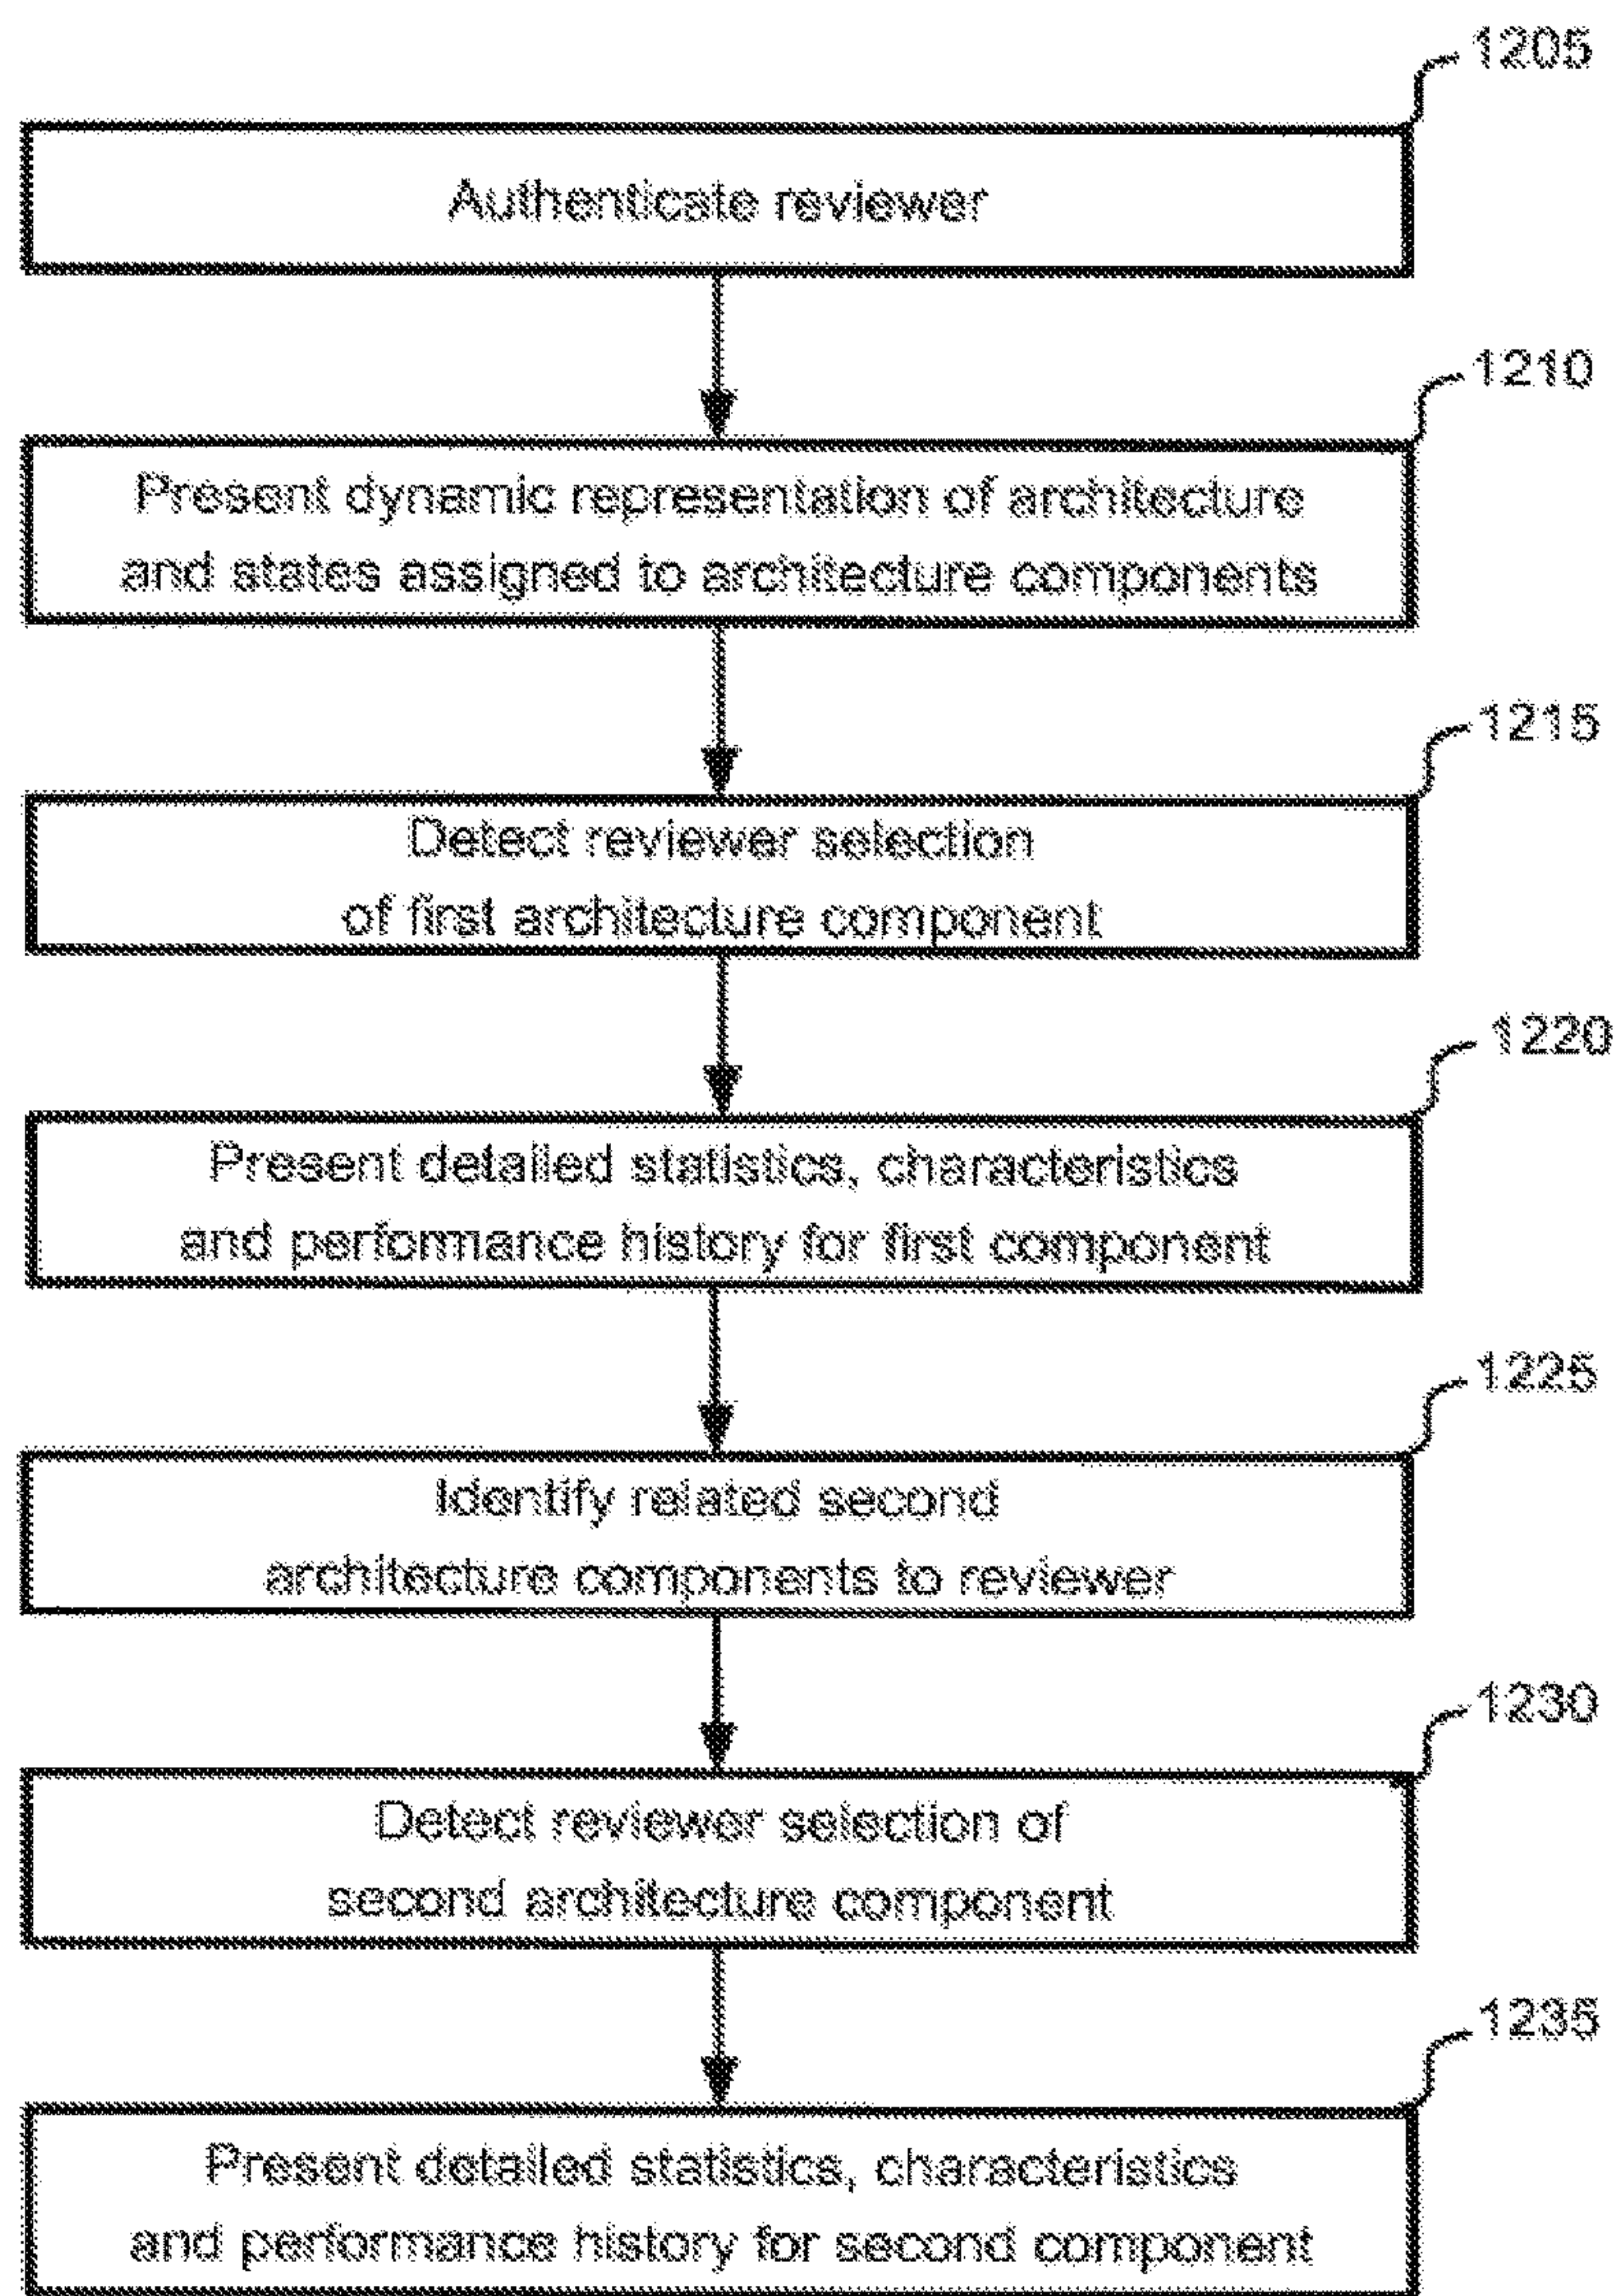 1205
Authenticate reviewer
1210
Present dynamic representation of architecture
and states assigned to architecture components
1215
Detect reviewer selection
of first architecture component
1220
Present detailed statistics, characteristics
and performance history for first component
1225
Identify related second
architecture components to reviewer
1230
Detect reviewer selection of
second architecture component
1235
Present detailed statistics, characteristics
and performance history for second component